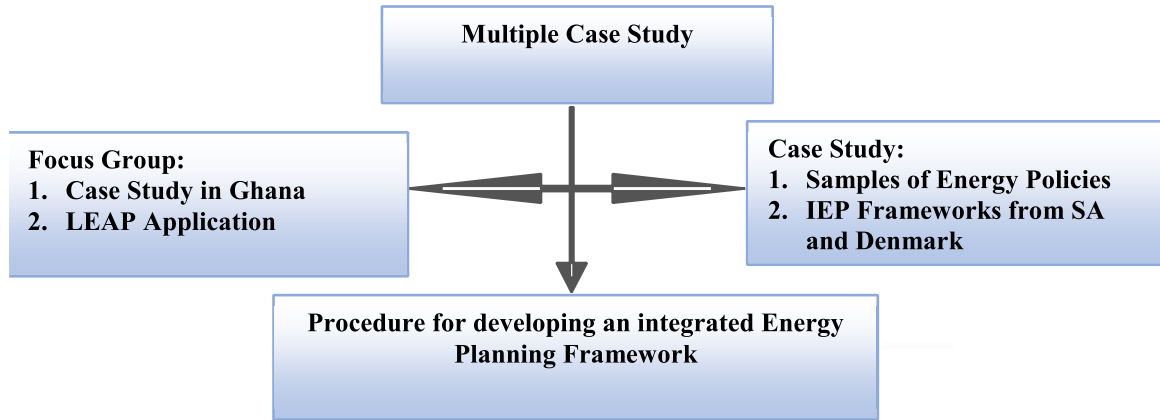 Multiple Case Study
Focus Group:
1. Case Study in Ghana
2. LEAP Application
Case Study:
1. Samples of Energy Policies
2. IEP Frameworks from SA
and Denmark
Procedure for developing an integrated Energy
Planning Framework